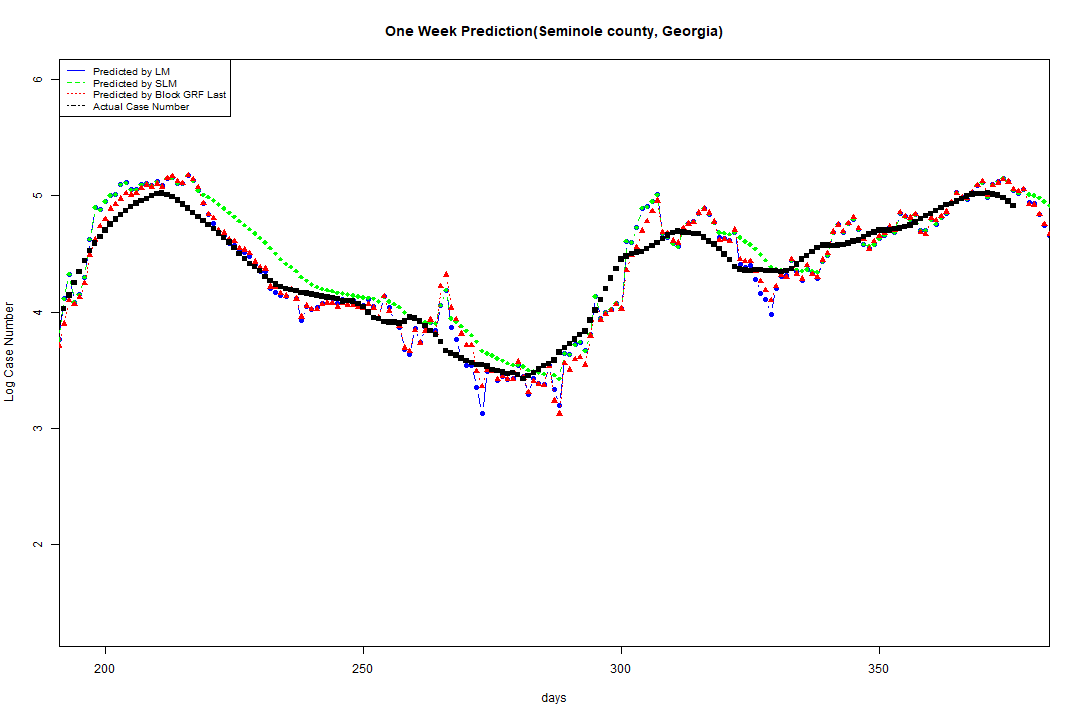 One Week Prediction(Seminole county, Georgia)
Predicted by LM
Predicted by SLM
Predicted by Block GRF Last
Actual Case Number
6
5
4
3
2
Log Case Number
200
250
300
350
days